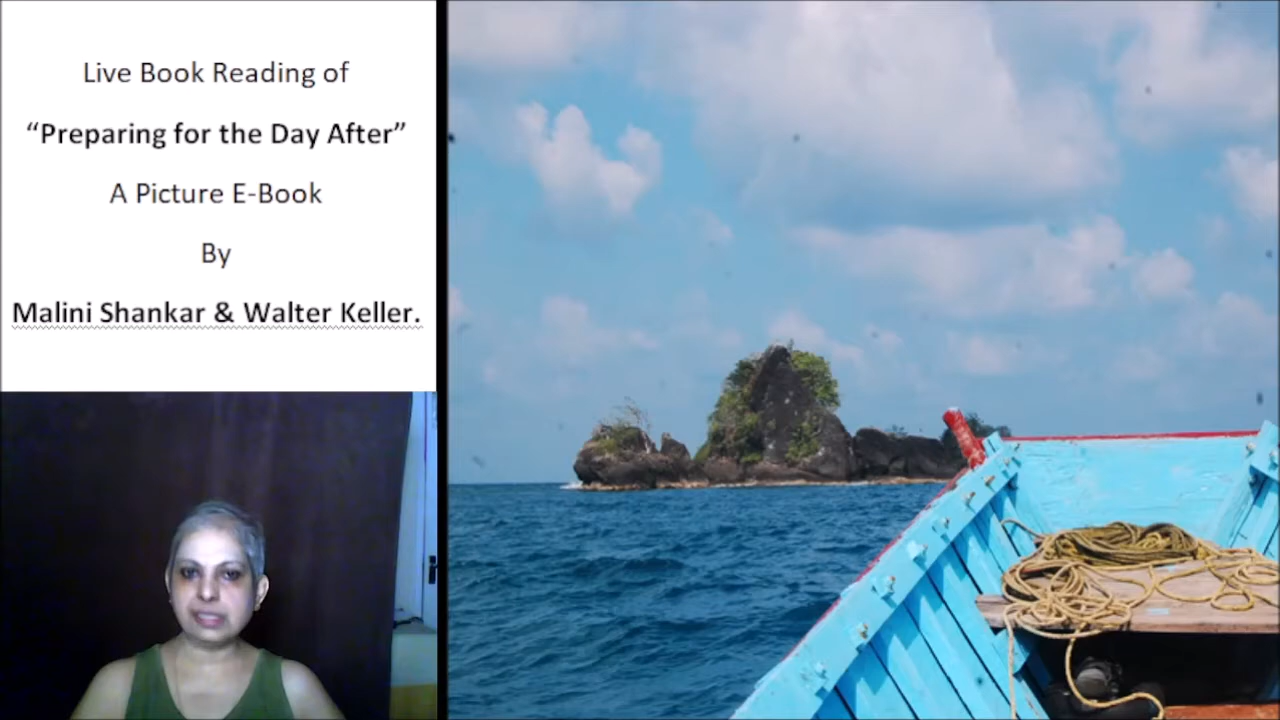 Live Book Reading of
“Preparing for the Day After”
A Picture E-Book
By
Malini Shankar & Walter Keller.